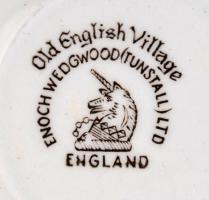 Old English Village
ENOCH WEDGWOOD (TUNSTALL) LTD
ENGLAND